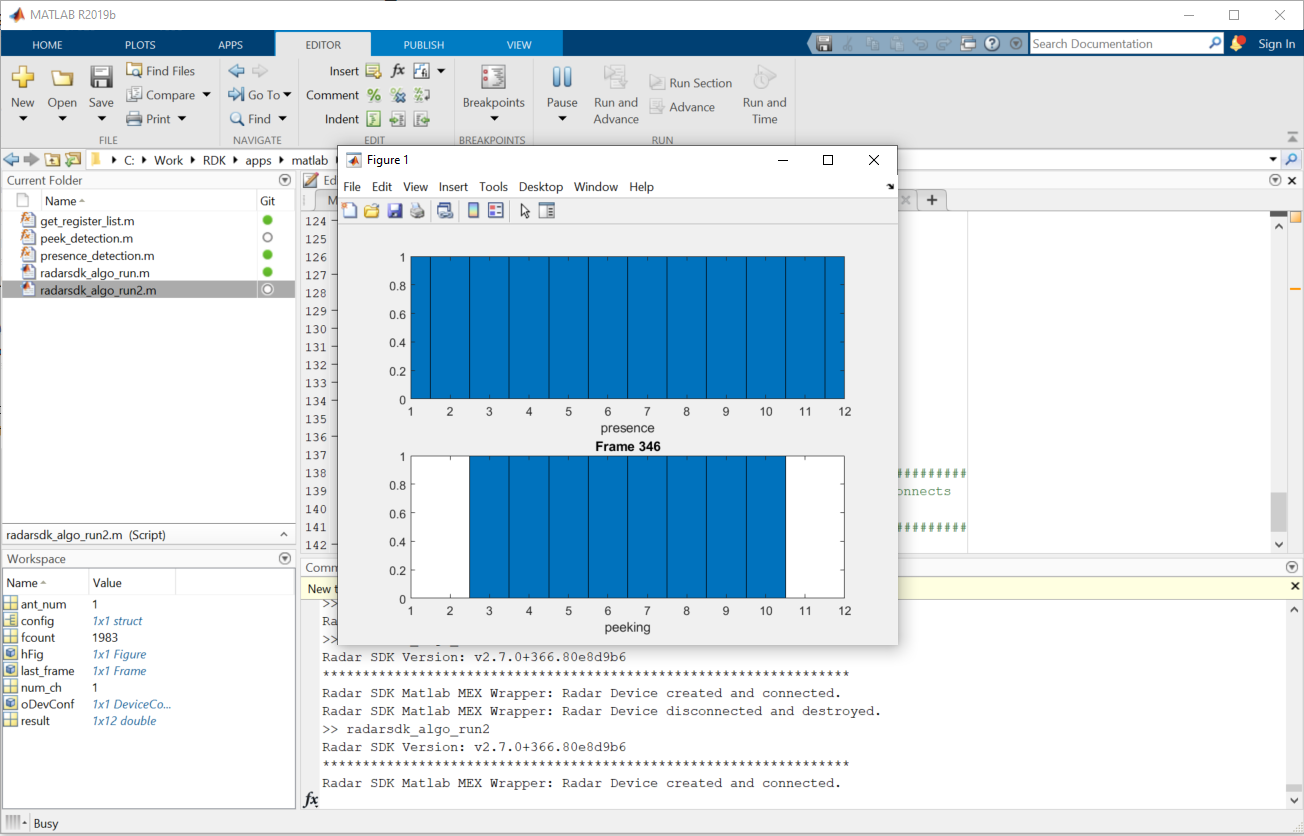 MATLAB R2019b
HOME PLOTS APPS EDITOR PUBLISH VIEW
Search Documentation
Sign In
New Open Save
Find Files
Compare
Print
FILE
Go To
Find
NAVIGATE
Insert fx
Comment
Indent
EDIT
Breakpoints
BREAKPOINTS
Pause
Run and Advance
Run Section
Advance
Run and Time
RUN
C: Work RDK apps matlab
Current Folder
Name Git
get_register_list.m
peek_detection.m
presence_detection.m
radarsdk_algo_run.m
radarsdk_algo_run2.m
radarsdk_algo_run2.m (Script)
Workspace
Name Value
ant_num 1
config 1x1 struct
fcount 1983
hFig 1x1 Figure
last_frame 1x1 Frame
num_ch 1
oDevConf 1x1 DeviceCo...
result 1x12 double
Busy
Ed
M
+
124
125
126
127
128
129
130
131
132
133
134
135
136
137
138 #########
139 onnects
140
141 #########
142
Figure 1
File Edit View Insert Tools Desktop Window Help
1
0.8
0.6
0.4
0.2
0
1 2 3 4 5 6 7 8 9 10 11 12
presence
Frame 346
1
0.8
0.6
0.4
0.2
0
1 2 3 4 5 6 7 8 9 10 11 12
peeking
Comm
New t
>>
Ra
>>
Radar SDK Version: v2.7.0+366.80e8d9b6
******************************************************************
Radar SDK Matlab MEX Wrapper: Radar Device created and connected.
Radar SDK Matlab MEX Wrapper: Radar Device disconnected and destroyed.
>> radarsdk_algo_run2
Radar SDK Version: v2.7.0+366.80e8d9b6
******************************************************************
Radar SDK Matlab MEX Wrapper: Radar Device created and connected.
fx